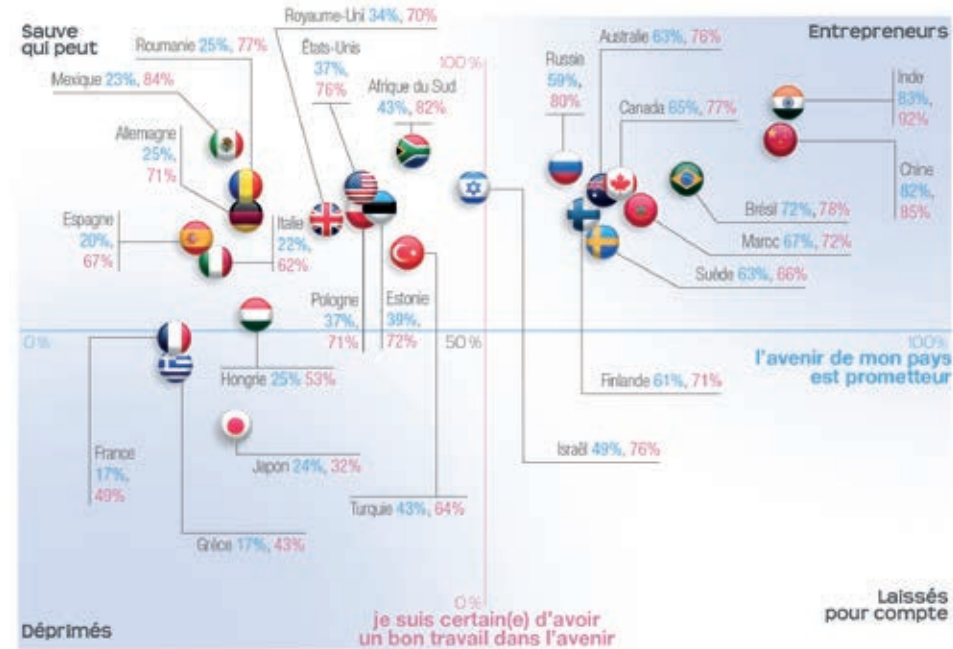 Sauve
qui peut
Royaume-Uni 34%, 70%
Roumanie 25%, 77%
États-Unis
37%,
76%
Mexique 23%, 84%
Afrique du Sud
43%, 82%
Allemagne
25%,
71%
Espagne
20%,
67%
Italie
22%,
62%
100%
Russie
59%,
80%
Australie 63%, 76%
Entrepreneurs
Canada 65%, 77%
Inde
83%,
92%
Chine
82%,
85%
Brésil 72%, 78%
Maroc 67%, 72%
Suède 63%, 66%
Pologne
37%,
71%
Estonie
39%,
72%
0%
50%
100%
l'avenir de mon pays
est prometteur
Hongrie 25% 53%
Finlande 61%, 71%
France
17%,
49%
Japon 24%, 32%
Israël 49%, 76%
Turquie 43%, 64%
Grèce 17%, 43%
0%
je suis certain(e) d'avoir
un bon travail dans l'avenir
Déprimés
Laissés
pour compte